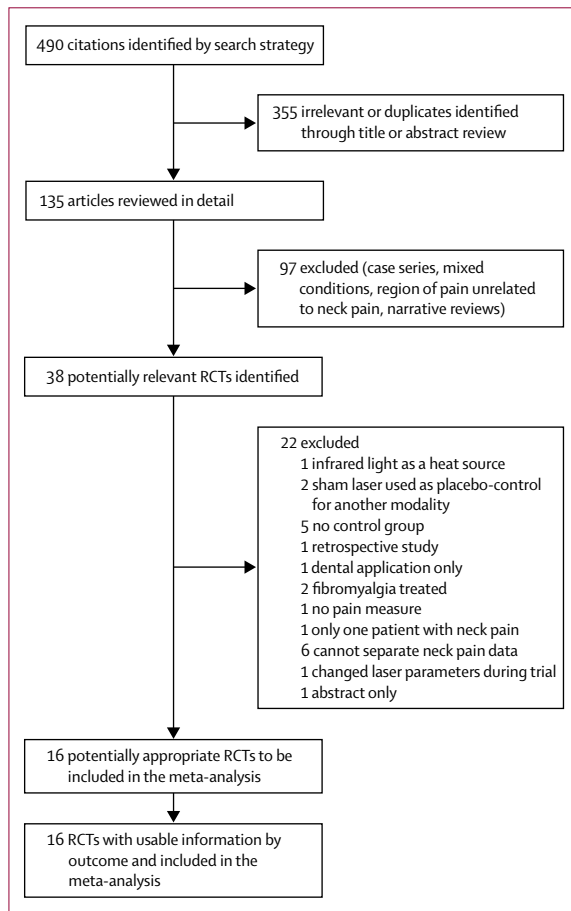 490 citations identified by search strategy
355 irrelevant or duplicates identified
through title or abstract review
135 articles reviewed in detail
97 excluded (case series, mixed
conditions, region of pain unrelated
to neck pain, narrative reviews)
38 potentially relevant RCTs identified
22 excluded
1 infrared light as a heat source
2 sham laser used as placebo-control
for another modality
5 no control group
1 retrospective study
1 dental application only
2 fibromyalgia treated
1 no pain measure
1 only one patient with neck pain
6 cannot separate neck pain data
1 changed laser parameters during trial
1 abstract only
16 potentially appropriate RCTs to be
included in the meta-analysis
16 RCTs with usable information by
outcome and included in the
meta-analysis